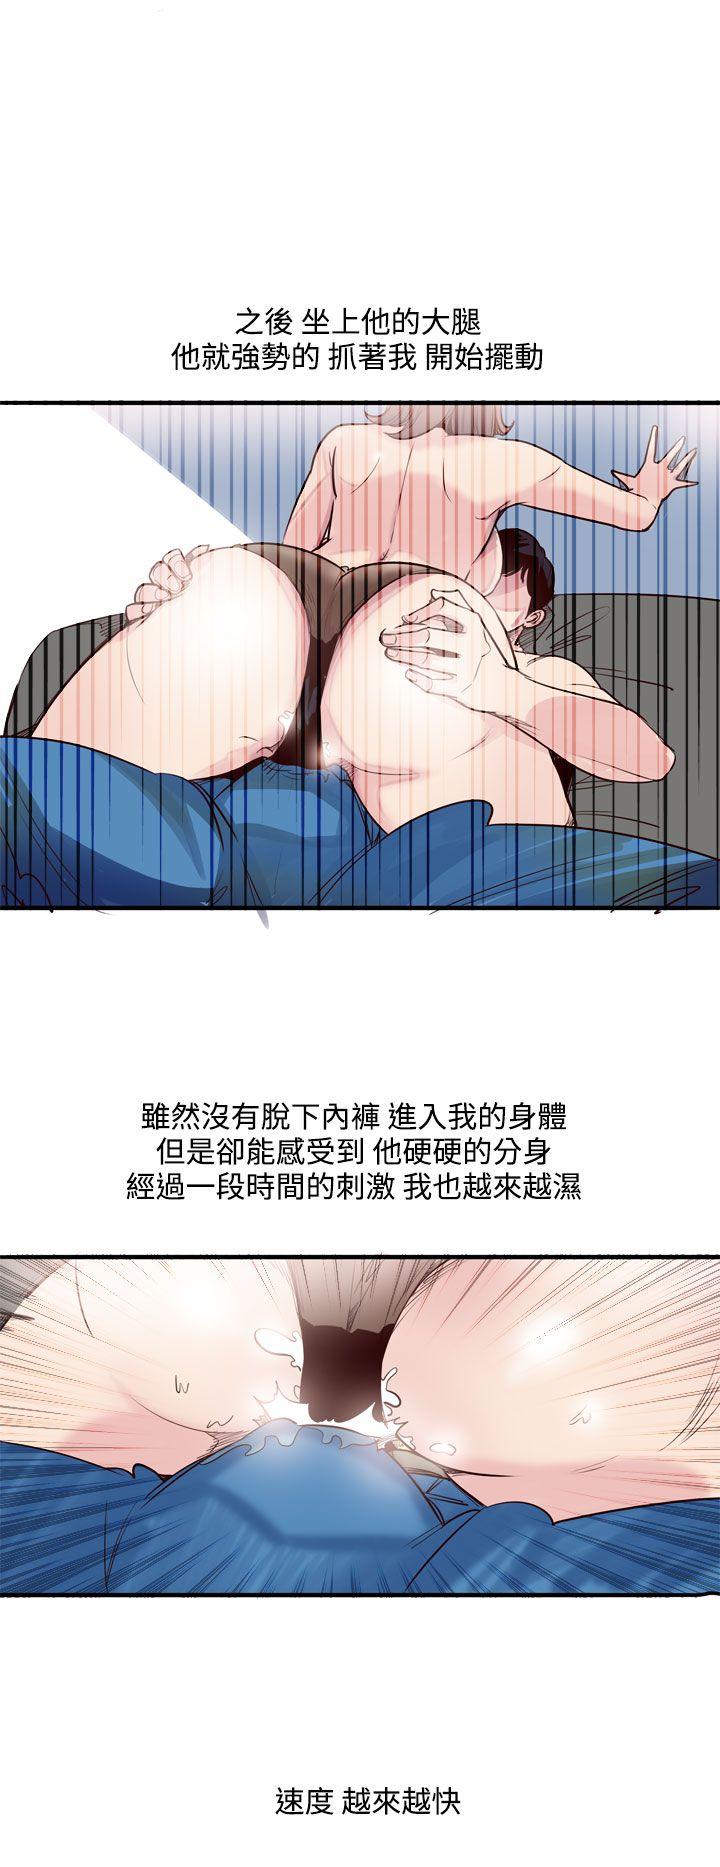 之後 坐上他的大腿
他就強勢的 抓著我 開始擺動
雖然沒有脫下內褲 進入我的身體
但是卻能感受到 他硬硬的分身
經過一段時間的刺激 我也越來越濕
速度 越來越快